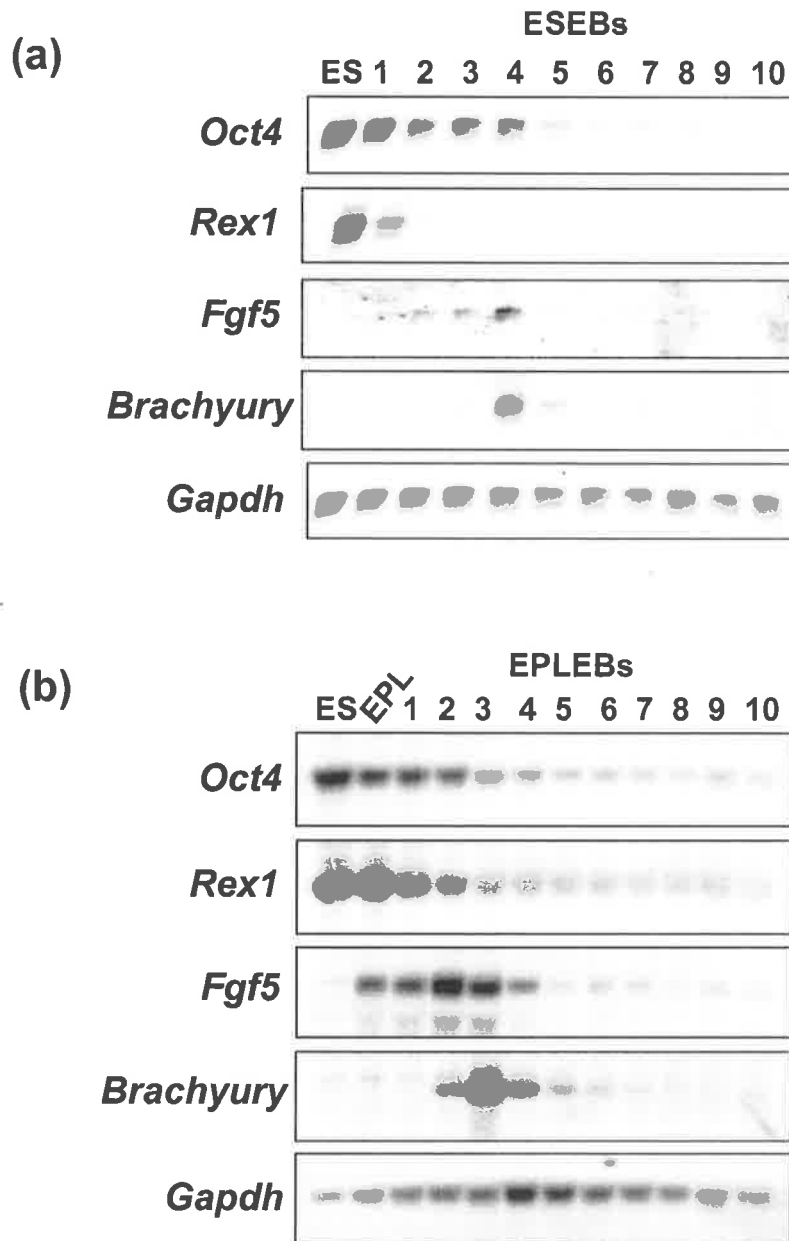 (a)
ESEBs
ES 1 2 3 4 5 6 7 8 9 10
Oct4
Rex1
Fgf5
Brachyury
Gapdh
(b)
EPLEBs
ES EPL 1 2 3 4 5 6 7 8 9 10
Oct4
Rex1
Fgf5
Brachyury
Gapdh